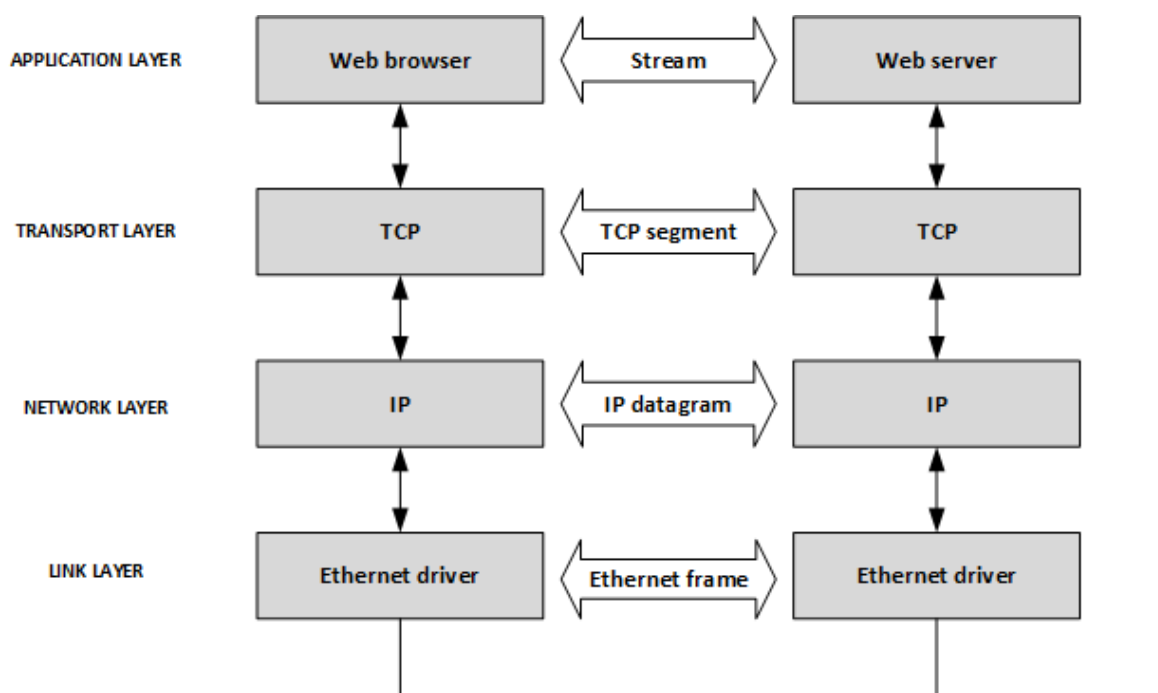 APPLICATION LAYER
Web browser
Stream
Web server
TRANSPORT LAYER
TCP
TCP segment
TCP
NETWORK LAYER
IP
IP datagram
IP
LINK LAYER
Ethernet driver
Ethernet frame
Ethernet driver